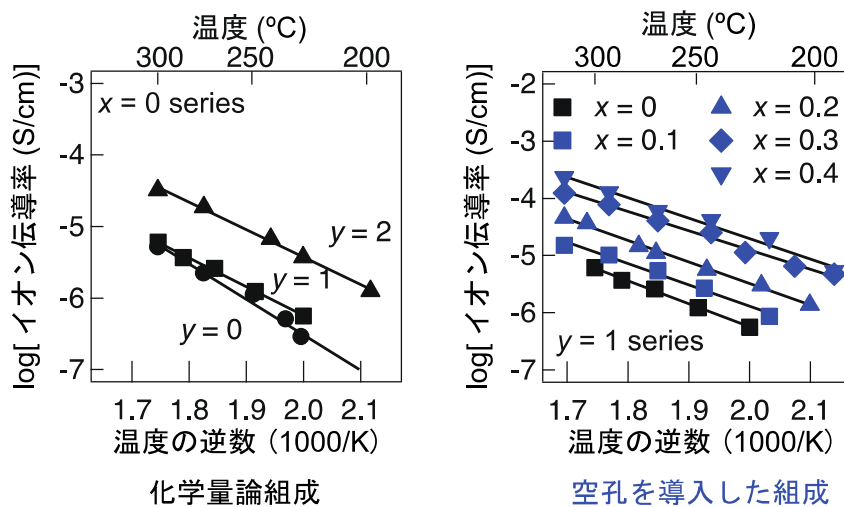 温度 (ºC)
300 250 200
log[ イオン伝導率 (S/cm)]
-3
-4
-5
-6
-7
x = 0 series
y = 2
y = 1
y = 0
1.7 1.8 1.9 2.0 2.1
温度の逆数 (1000/K)
化学量論組成
温度 (ºC)
300 250 200
log[ イオン伝導率 (S/cm)]
-2
-3
-4
-5
-6
-7
x = 0 x = 0.2
x = 0.1 x = 0.3
x = 0.4
y = 1 series
1.7 1.8 1.9 2.0 2.1
温度の逆数 (1000/K)
空孔を導入した組成